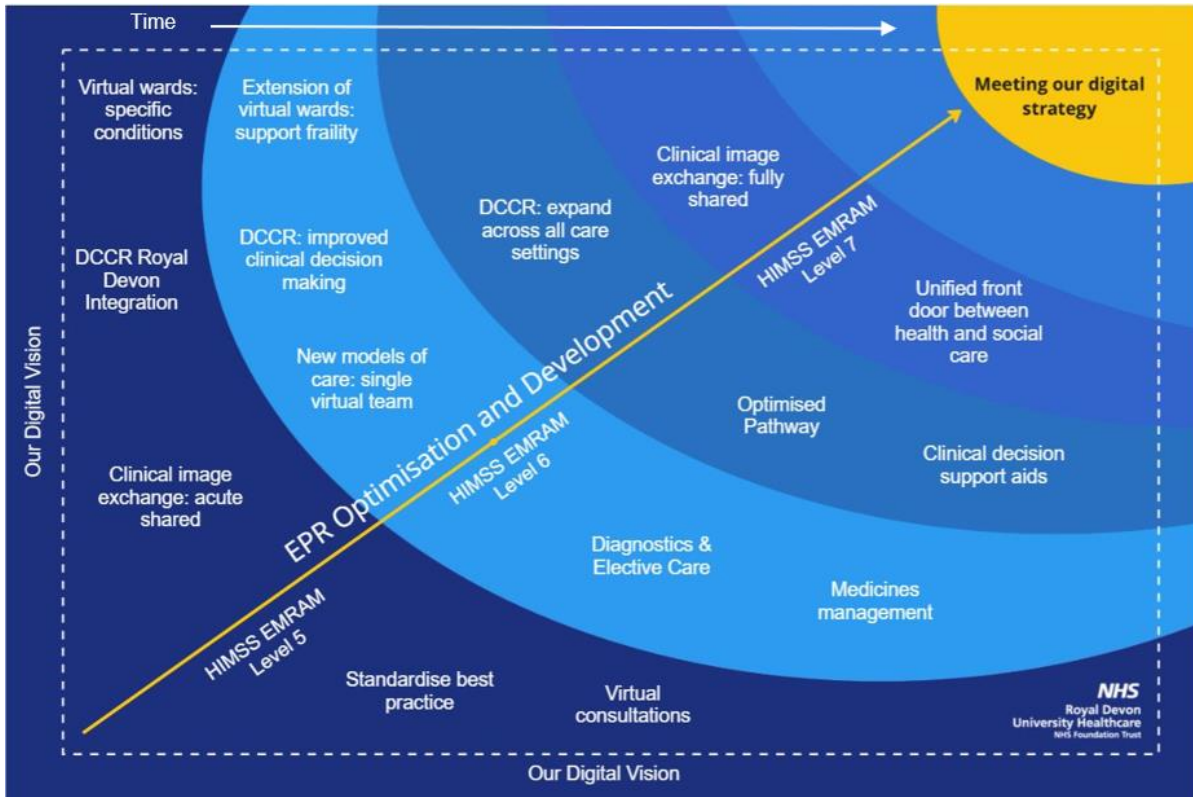 Time
Meeting our digital
strategy
Virtual wards:
specific
conditions
Extension of
virtual wards:
support fraility
Clinical image
exchange: fully
shared
DCCR: expand
across all care
settings
DCCR Royal
Devon
Integration
DCCR: improved
clinical decision
making
HIMSS EMRAM
Level 7
Unified front
door between
health and social
care
New models of
care: single
virtual team
EPR Optimisation and Development
Optimised
Pathway
Our Digital Vision
HIMSS EMRAM
Level 6
Clinical decision
support aids
Clinical image
exchange: acute
shared
Diagnostics &
Elective Care
Medicines
management
HIMSS EMRAM
Level 5
Standardise best
practice
Virtual
consultations
NHS
Royal Devon
University Healthcare
NHS Foundation Trust
Our Digital Vision